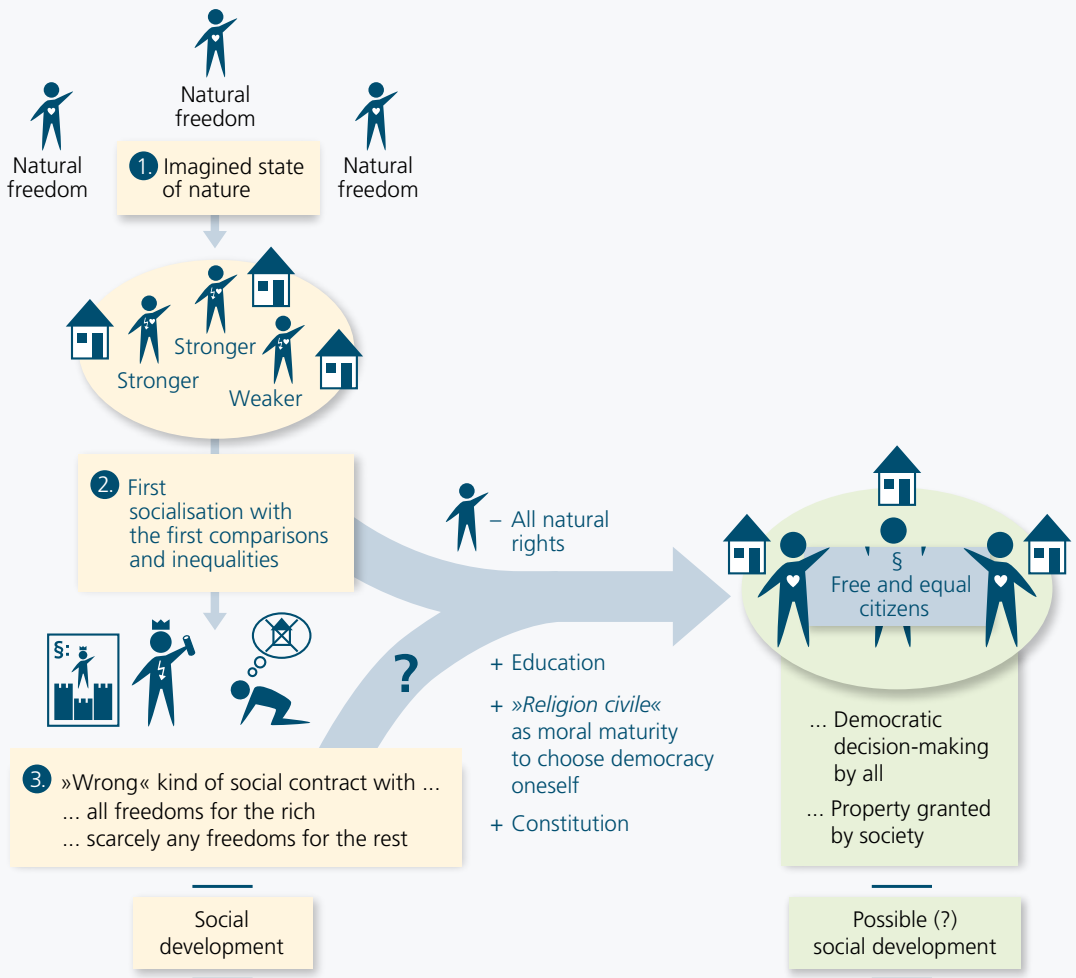 Natural
freedom
Natural
freedom
Natural
freedom
1. Imagined state
of nature
Stronger
Stronger
Weaker
2. First
socialisation with
the first comparisons
and inequalities
– All natural
rights
§
Free and equal
citizens
§:
?
+ Education
+ »Religion civile«
as moral maturity
to choose democracy
oneself
+ Constitution
3. »Wrong« kind of social contract with ...
... all freedoms for the rich
... scarcely any freedoms for the rest
... Democratic
decision-making
by all
... Property granted
by society
Social
development
Possible (?)
social development